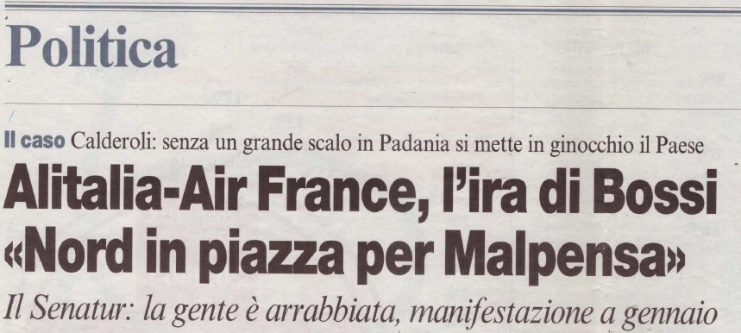 Politica
Il caso Calderoli: senza un grande scalo in Padania si mette in ginocchio il Paese
Alitalia-Air France, l'ira di Bossi
«Nord in piazza per Malpensa»
Il Senatur: la gente è arrabbiata, manifestazione a gennaio